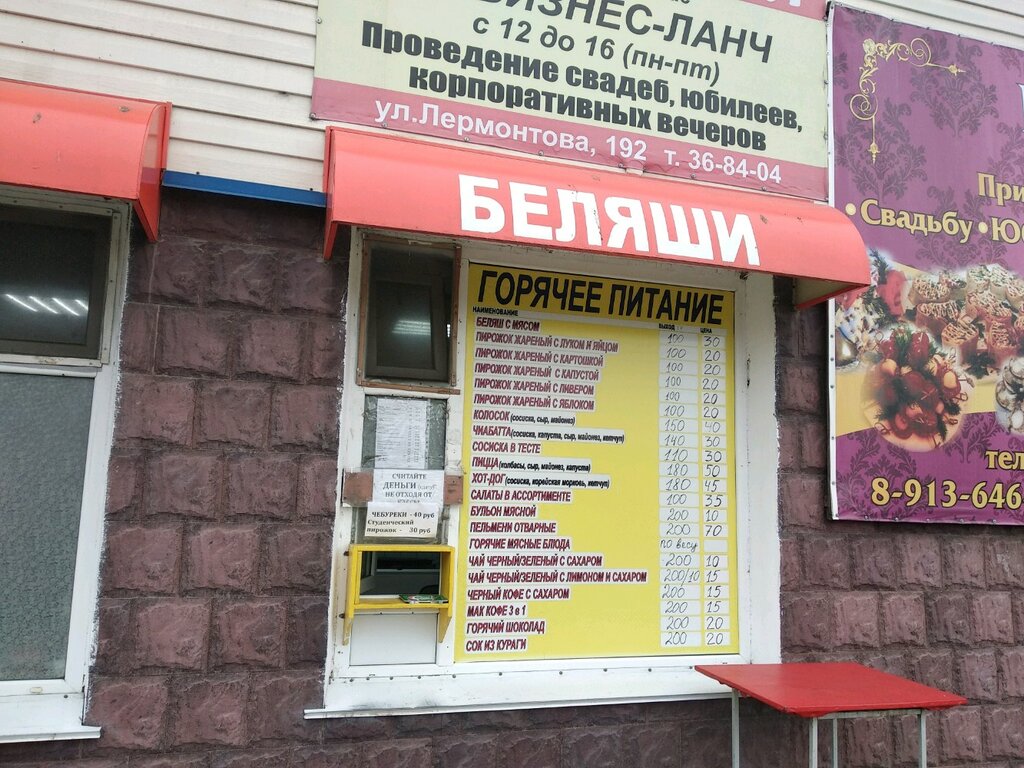 БИЗНЕС-ЛАНЧ
с 12 до 16 (пн-пт)
Проведение свадеб, юбилеев,
корпоративных вечеров
ул.Лермонтова, 192 т. 36-84-04
БЕЛЯШИ
ГОРЯЧЕЕ ПИТАНИЕ
НАИМЕНОВАНИЕ ВЫХОД ЦЕНА
БЕЛЯШ С МЯСОМ 100 30
ПИРОЖОК ЖАРЕНЫЙ С ЛУКОМ И ЯЙЦОМ 100 20
ПИРОЖОК ЖАРЕНЫЙ С КАРТОШКОЙ 100 20
ПИРОЖОК ЖАРЕНЫЙ С КАПУСТОЙ 100 20
ПИРОЖОК ЖАРЕНЫЙ С ЛИВЕРОМ 100 20
ПИРОЖОК ЖАРЕНЫЙ С ЯБЛОКОМ 100 20
КОЛОСОК (сосиска, сыр, майонез) 150 40
ЧИАБАТТА (сосиска, капуста, сыр, майонез, кетчуп) 140 30
СОСИСКА В ТЕСТЕ 110 30
ПИЦЦА (колбасы, сыр, майонез, капуста) 180 50
ХОТ-ДОГ (сосиска, корейская морковь, кетчуп) 180 45
САЛАТЫ В АССОРТИМЕНТЕ 100 35
БУЛЬОН МЯСНОЙ 200 10
ПЕЛЬМЕНИ ОТВАРНЫЕ 200 70
ГОРЯЧИЕ МЯСНЫЕ БЛЮДА по весу
ЧАЙ ЧЕРНЫЙ/ЗЕЛЕНЫЙ С САХАРОМ 200 10
ЧАЙ ЧЕРНЫЙ/ЗЕЛЕНЫЙ С ЛИМОНОМ И САХАРОМ 200/10 15
ЧЕРНЫЙ КОФЕ С САХАРОМ 200 15
МАК КОФЕ 3 в 1 200 15
ГОРЯЧИЙ ШОКОЛАД 200 20
СОК ИЗ КУРАГИ 200 20
СЧИТАЙТЕ
ДЕНЬГИ
НЕ ОТХОДЯ ОТ
ЧЕБУРЕКИ - 40 руб
Студенческий
пирожок - 30 руб
При
•Свадьбу •Ю
тел
8-913-646